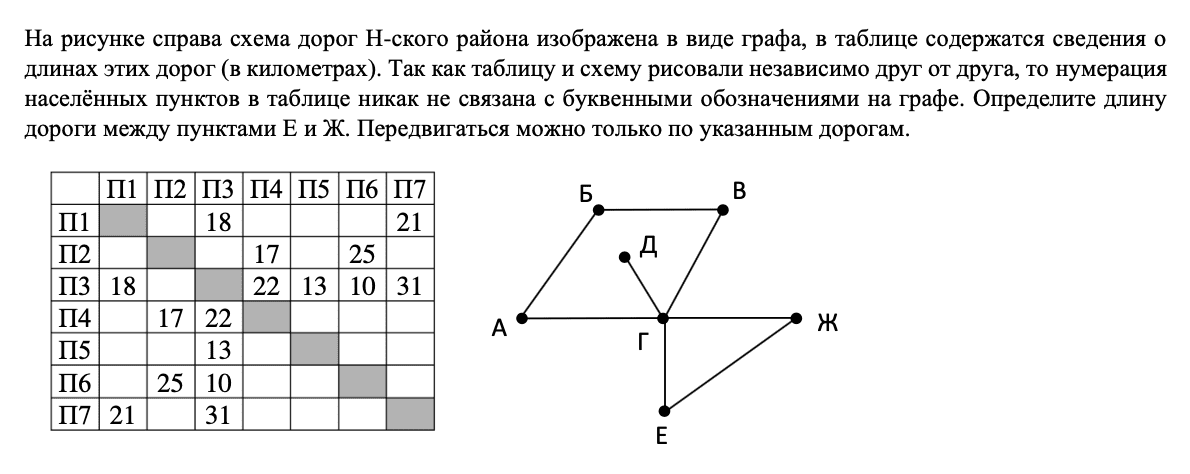 На рисунке справа схема дорог Н-ского района изображена в виде графа, в таблице содержатся сведения о
длинах этих дорог (в километрах). Так как таблицу и схему рисовали независимо друг от друга, то нумерация
населённых пунктов в таблице никак не связана с буквенными обозначениями на графе. Определите длину
дороги между пунктами Е и Ж. Передвигаться можно только по указанным дорогам.
П1 П2 П3 П4 П5 П6 П7
П1 18 21
П2 17 25
П3 18 22 13 10 31
П4 17 22
П5 13
П6 25 10
П7 21 31
Б В
Д
А Г Ж
Е